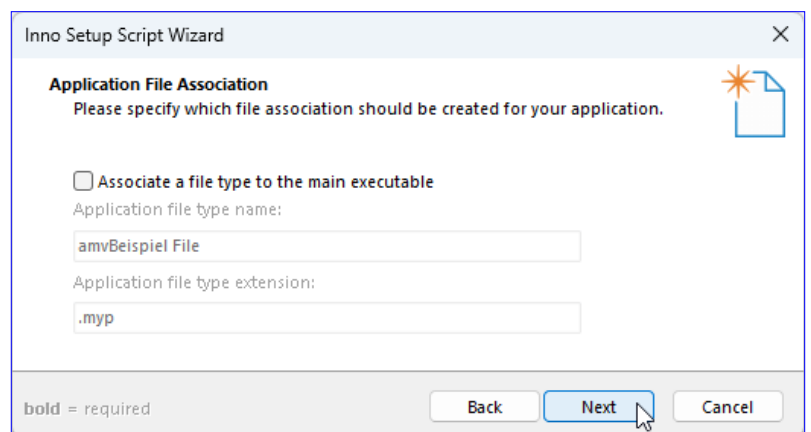 Inno Setup Script Wizard
Application File Association
Please specify which file association should be created for your application.
Associate a file type to the main executable
Application file type name:
amvBeispiel File
Application file type extension:
.myp
bold = required
Back
Next
Cancel